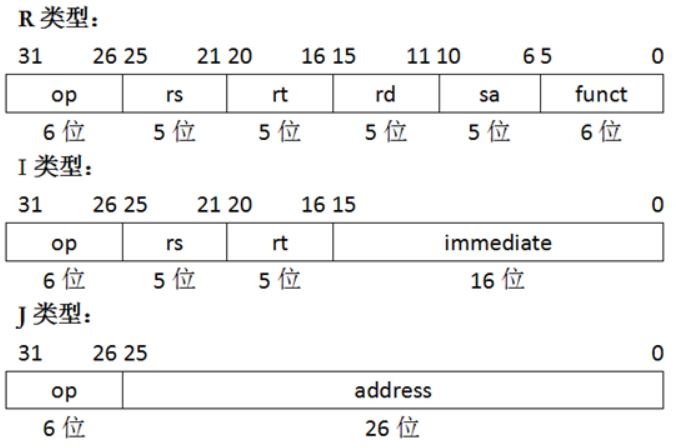 R 类型：
31 26 25 21 20 16 15 11 10 6 5 0
op rs rt rd sa funct
6 位 5 位 5 位 5 位 5 位 6 位
I 类型：
31 26 25 21 20 16 15 0
op rs rt immediate
6 位 5 位 5 位 16 位
J 类型：
31 26 25 0
op address
6 位 26 位